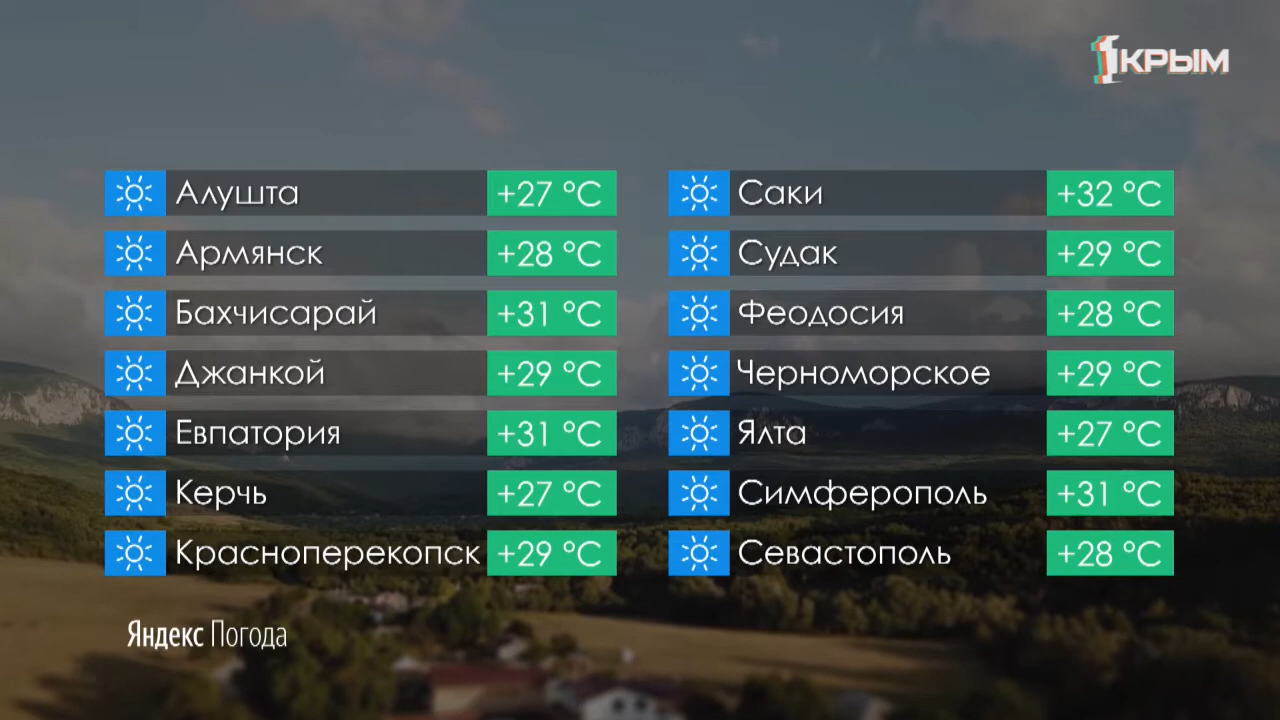 1КРЫМ
Алушта +27 °C
Армянск +28 °C
Бахчисарай +31 °C
Джанкой +29 °C
Евпатория +31 °C
Керчь +27 °C
Красноперекопск +29 °C
Саки +32 °C
Судак +29 °C
Феодосия +28 °C
Черноморское +29 °C
Ялта +27 °C
Симферополь +31 °C
Севастополь +28 °C
Яндекс Погода